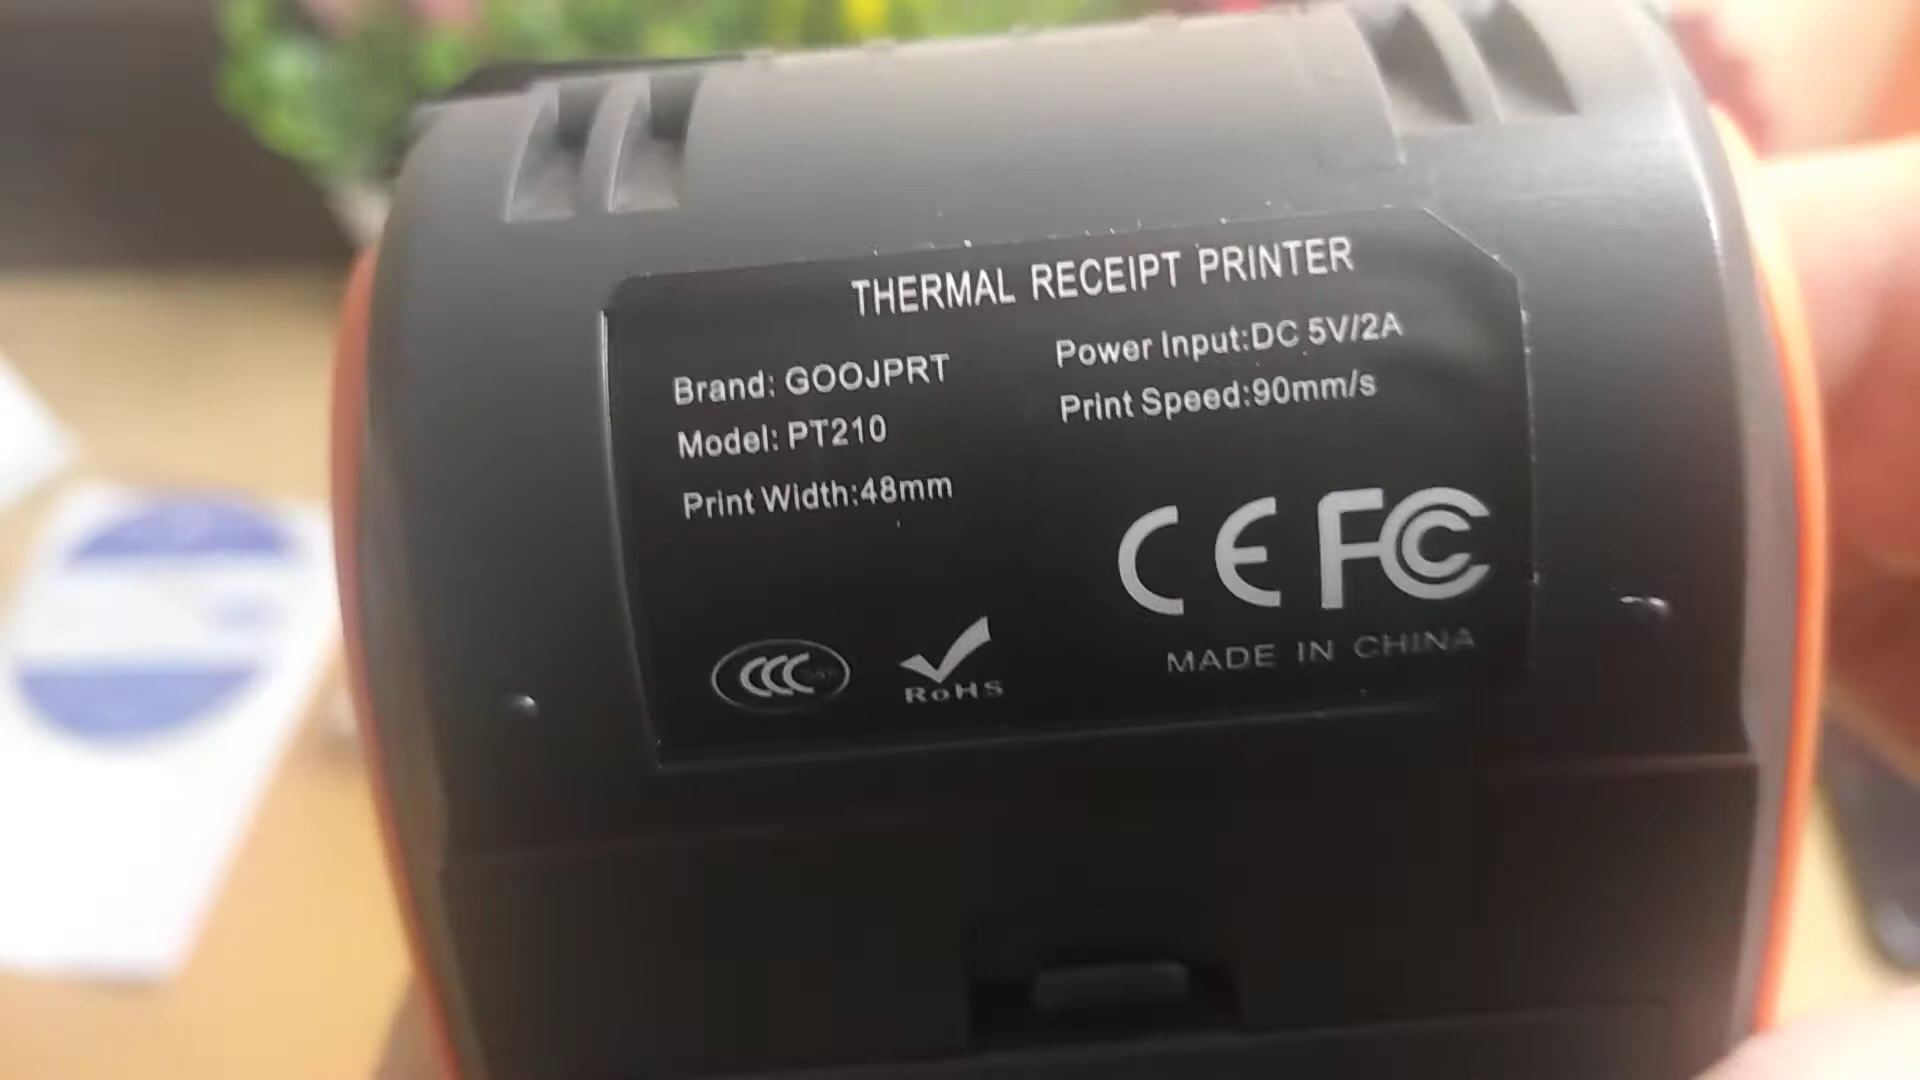 THERMAL RECEIPT PRINTER
Brand: GOOJPRT
Model: PT210
Print Width:48mm
Power Input:DC 5V/2A
Print Speed:90mm/s
CE FC
CCC
RoHS
MADE IN CHINA